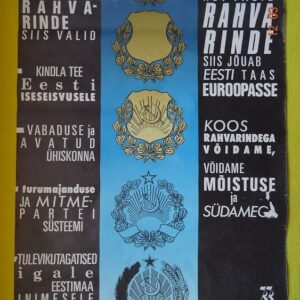 RAHVA-
RINDE
SIIS VALID
KINDLA TEE
Eesti
ISESEISVUSELE
VABADUSE ja
AVATUD
ÜHISKONNA
turumajanduse
JA MITME-
PARTEI
SÜSTEEMI
TULEVIKUTAGATISED
igale
EESTIMAA
INIMESELE
RAHVA
RINDE
SIIS JÕUAB
EESTI TAAS
EUROOPASSE
KOOS
RAHVARINDEGA
VÕIDAME,
VÕIDAME
MÕISTUSE
ja
SÜDAMEGA